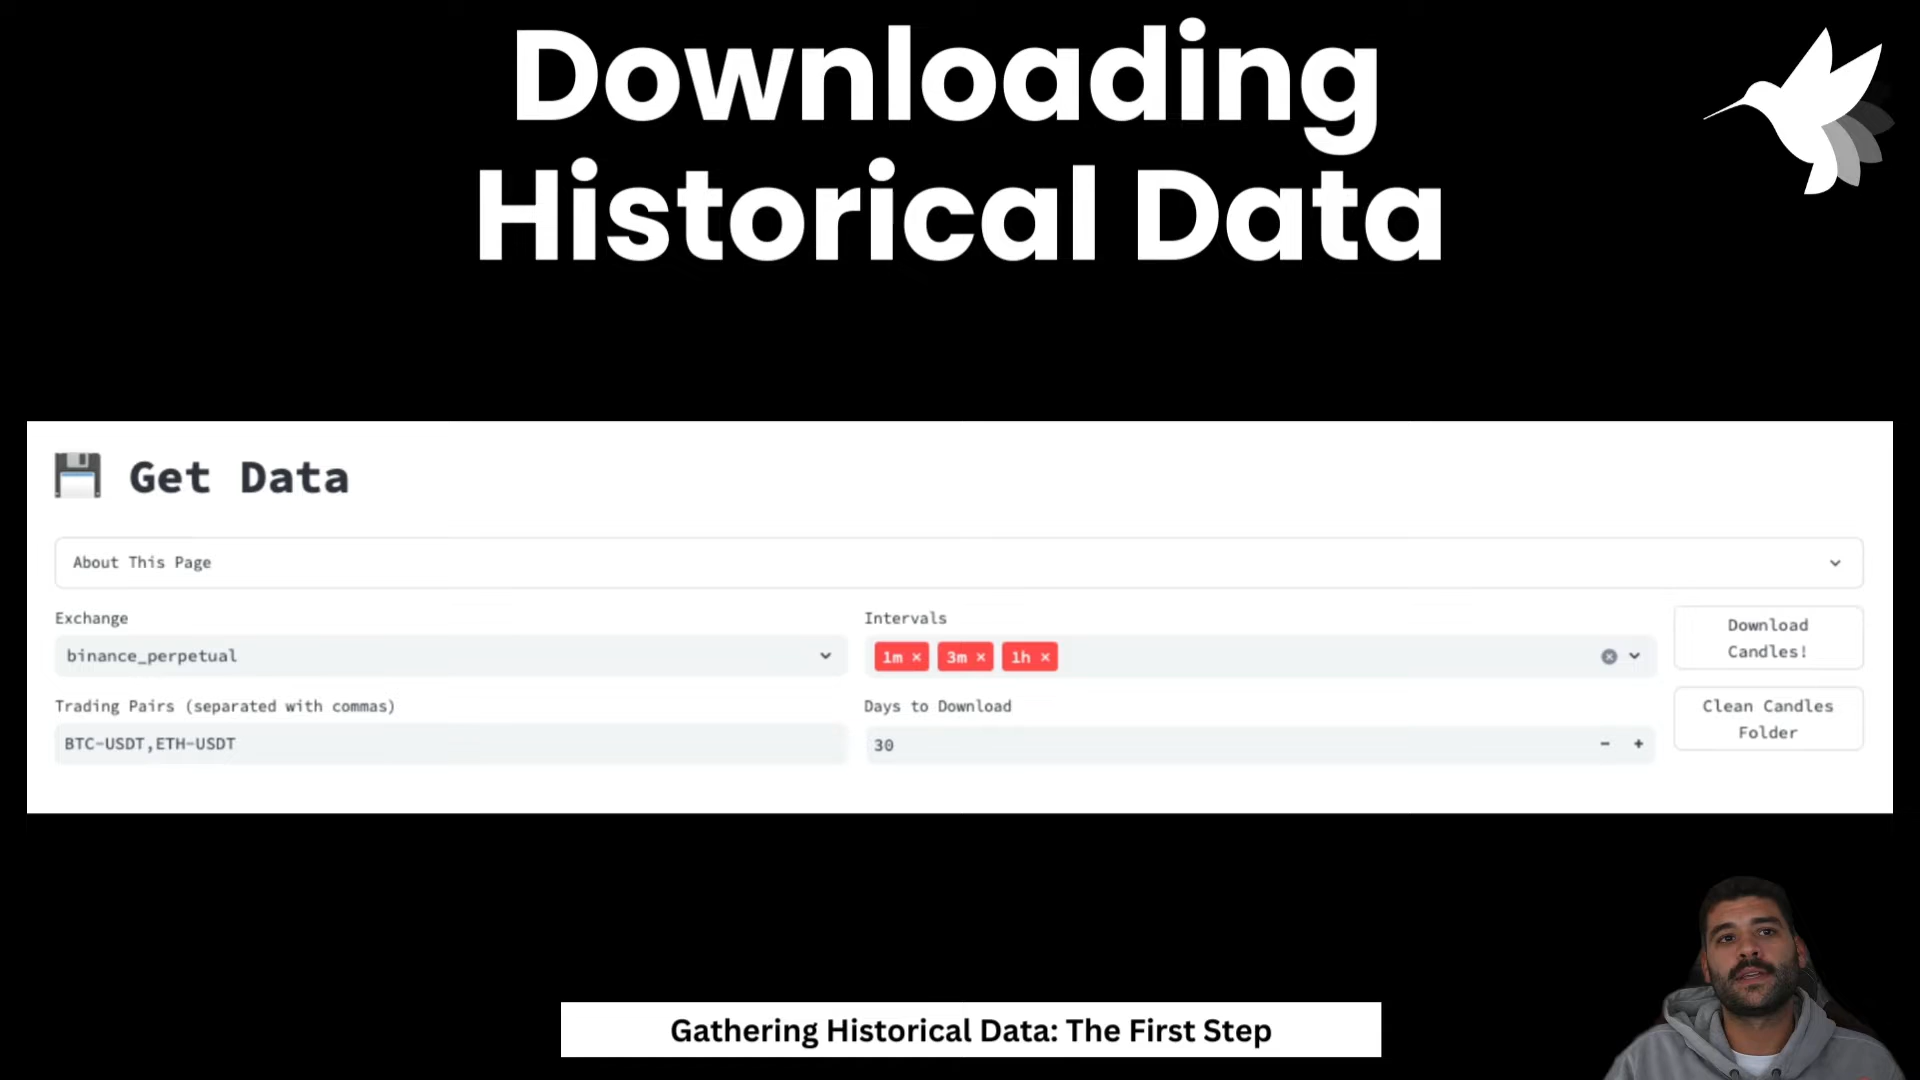 Downloading
Historical Data
Get Data
About This Page
Exchange
binance_perpetual
Intervals
1m × 3m × 1h ×
Download
Candles!
Trading Pairs (separated with commas)
BTC-USDT,ETH-USDT
Days to Download
30
- +
Clean Candles
Folder
Gathering Historical Data: The First Step